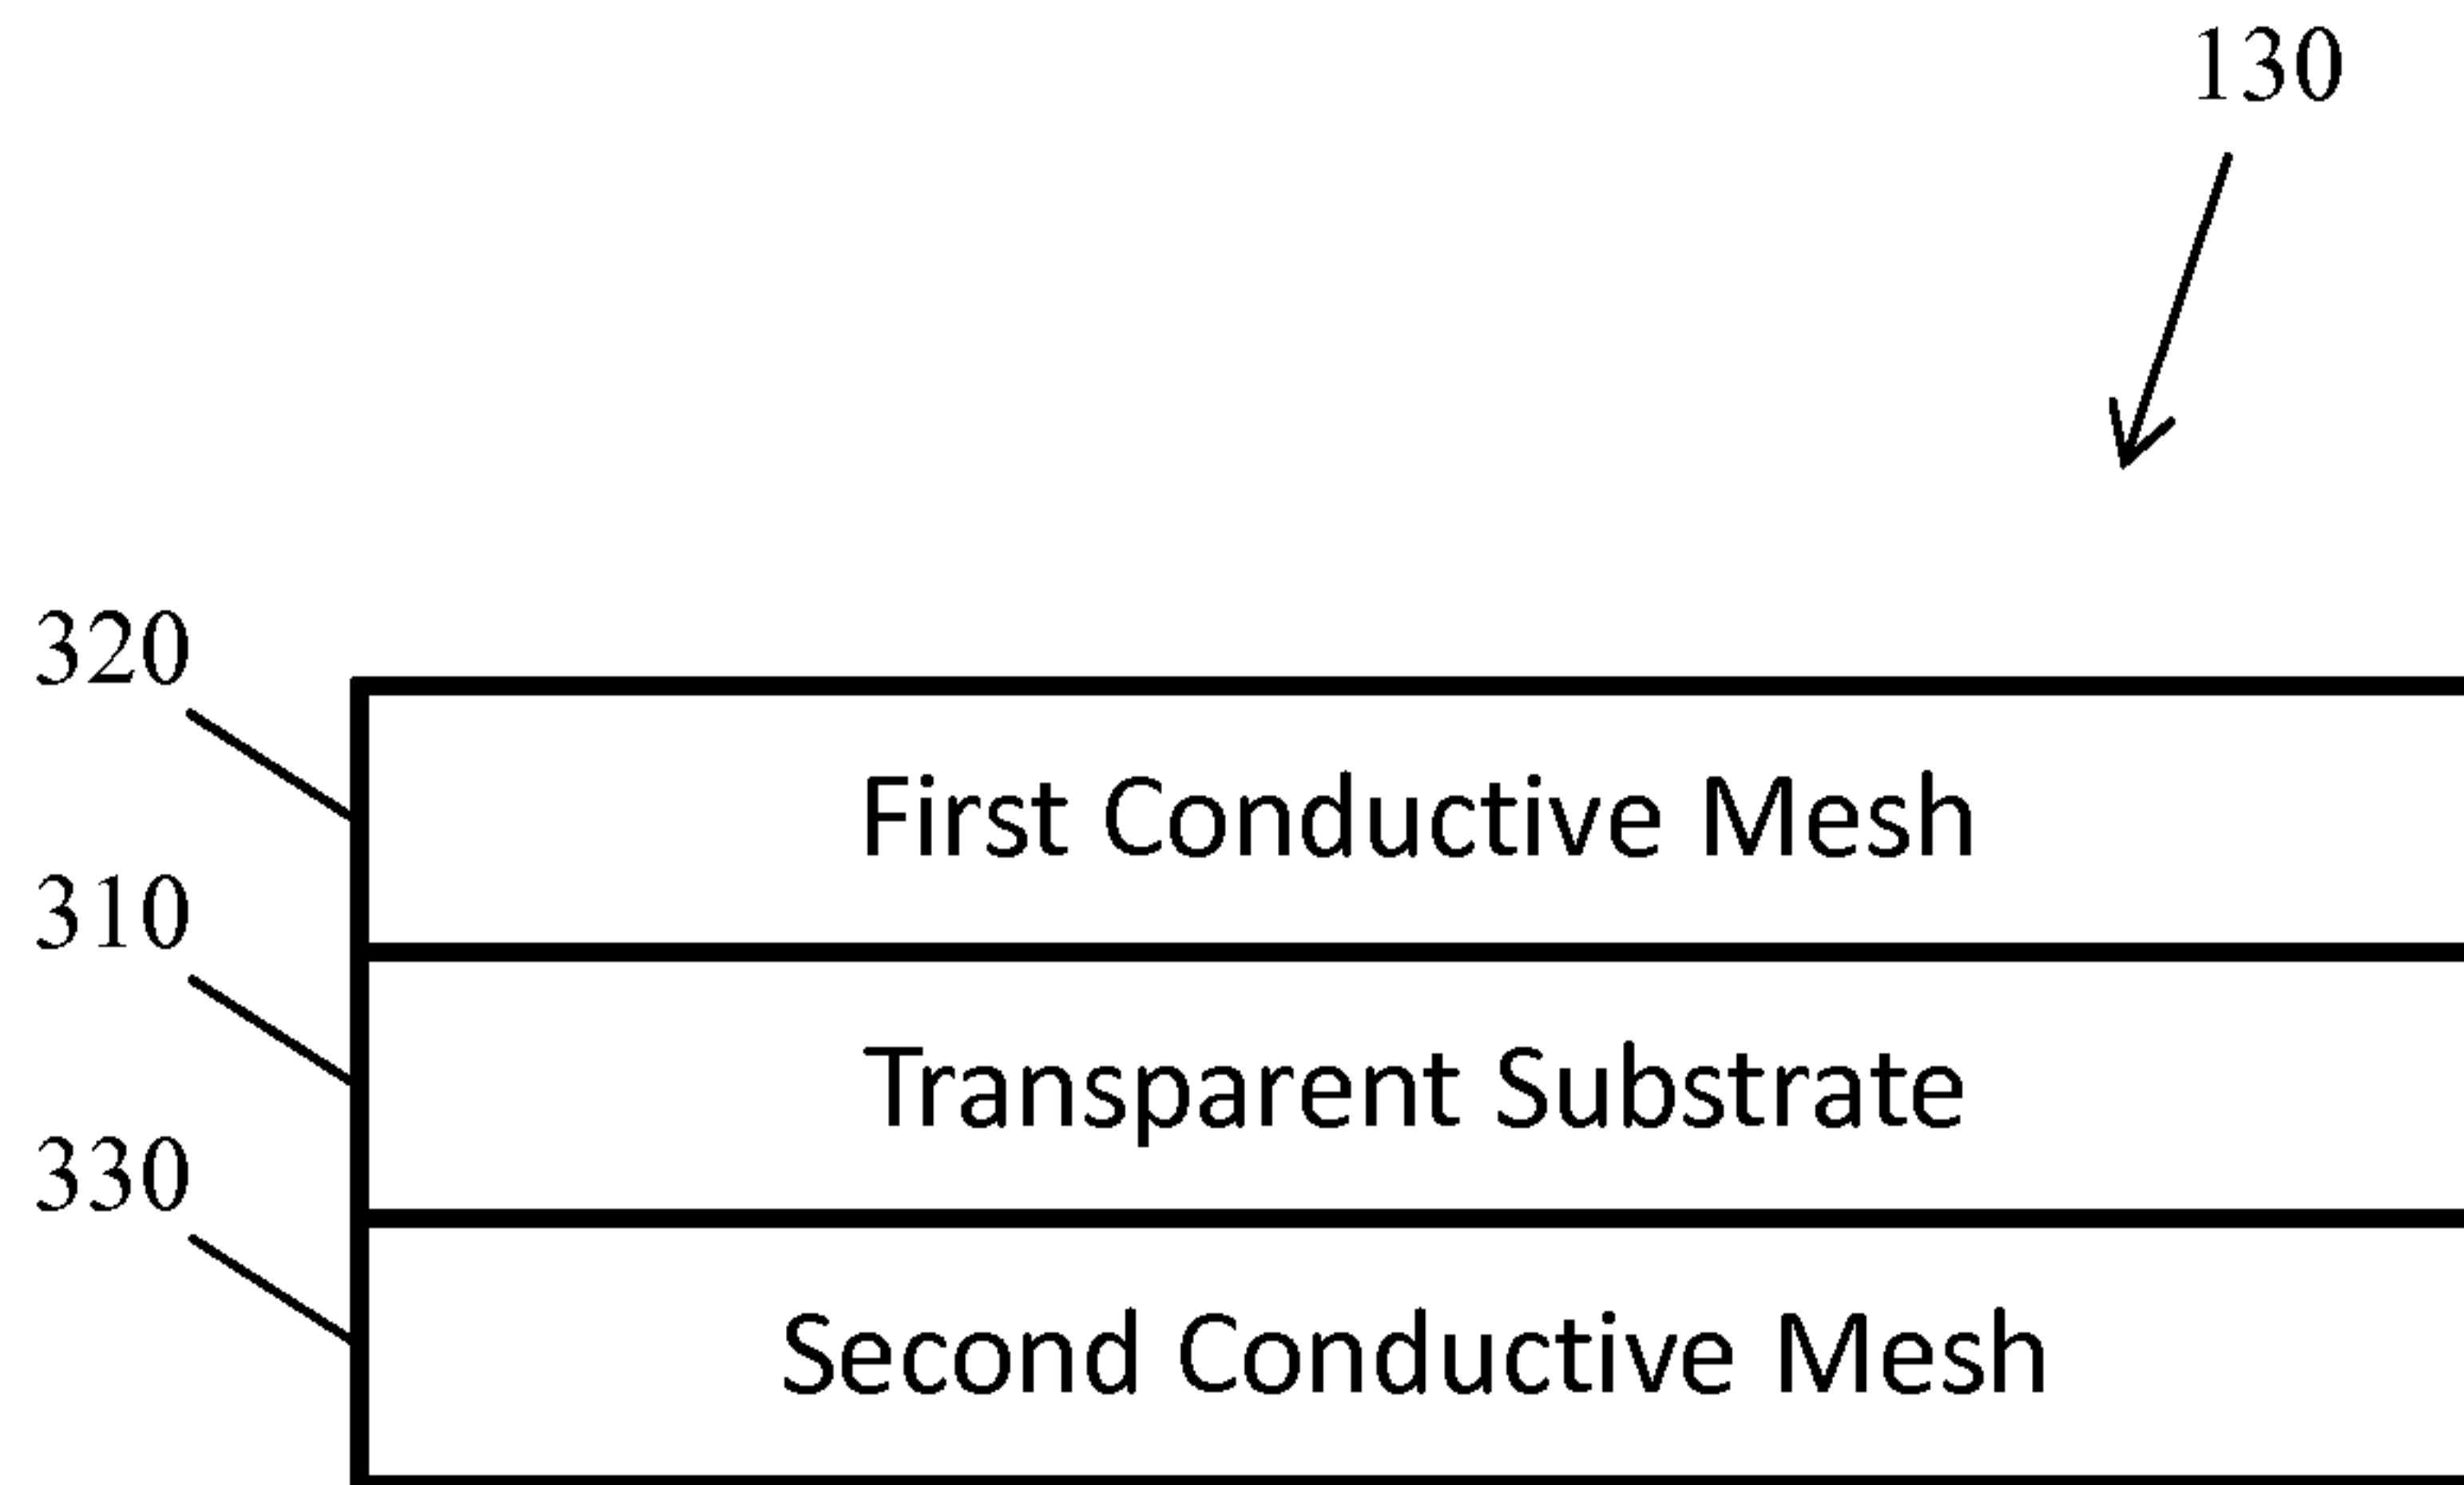 130
320
First Conductive Mesh
310
Transparent Substrate
330
Second Conductive Mesh